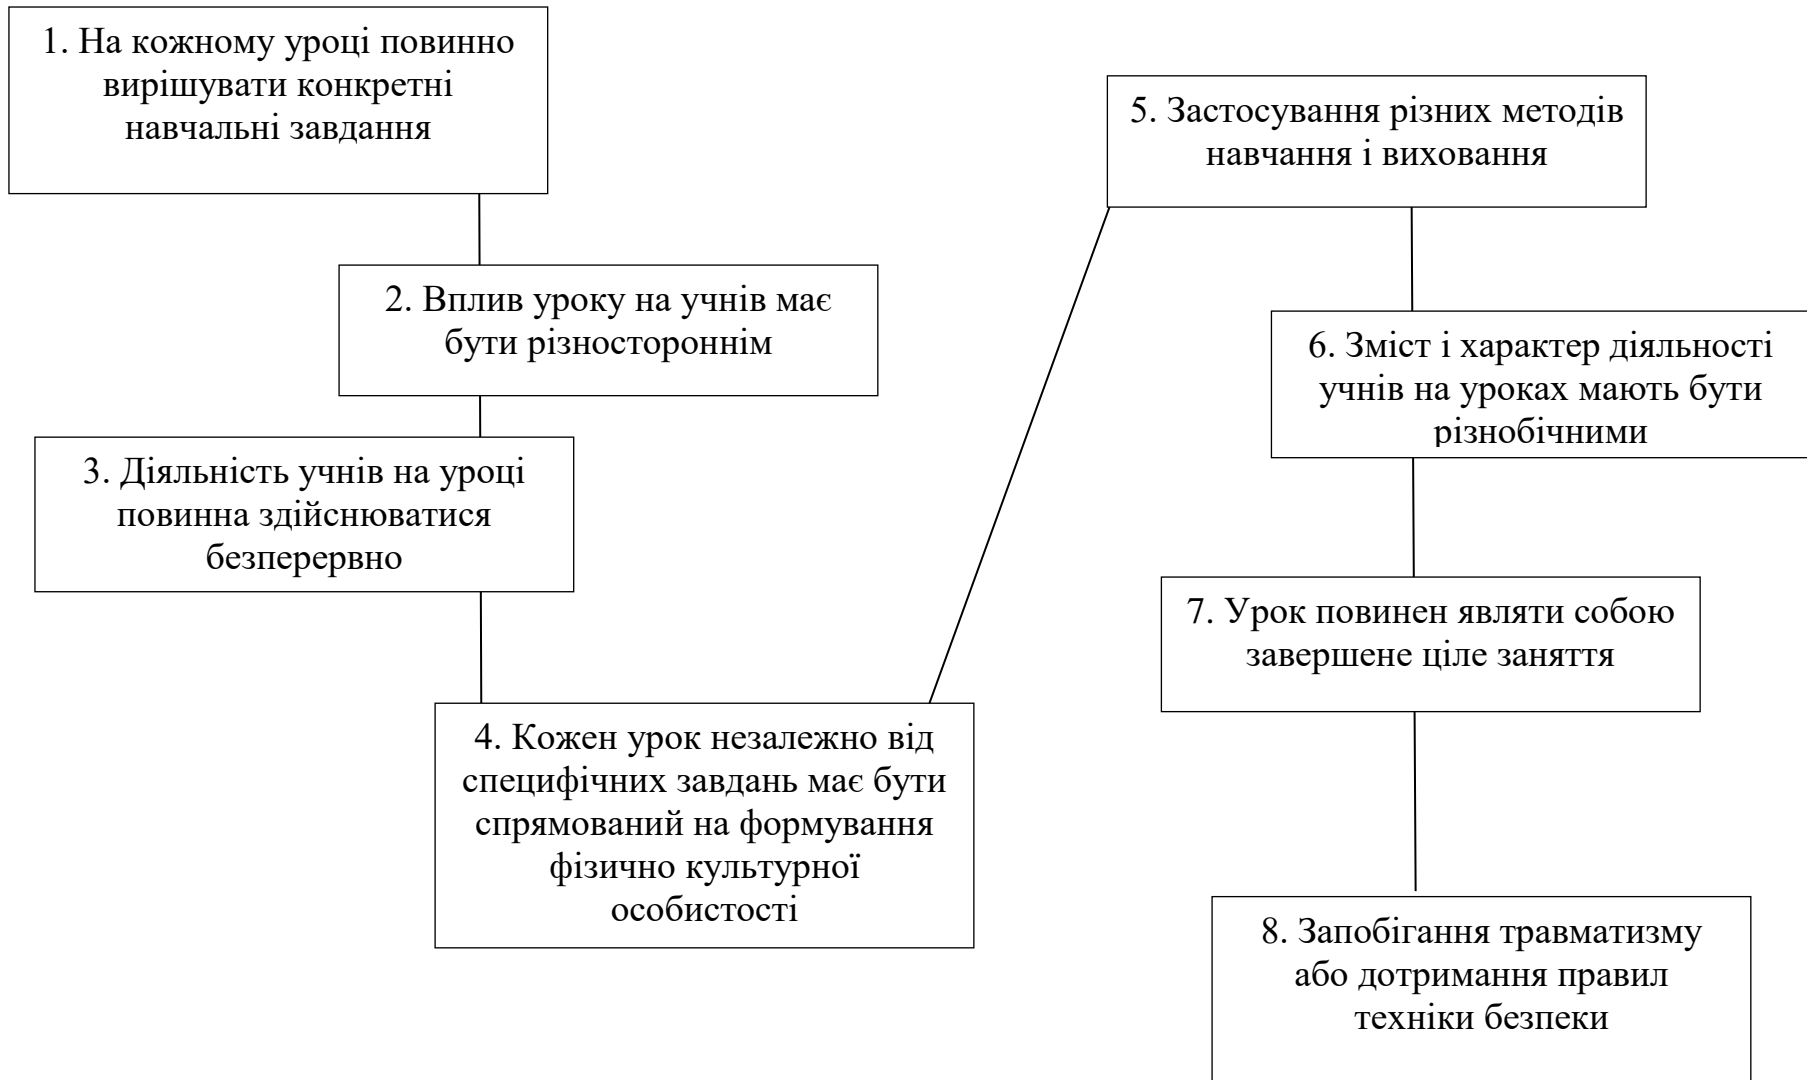 1. На кожному уроці повинно
вирішувати конкретні
навчальні завдання
2. Вплив уроку на учнів має
бути різностороннім
3. Діяльність учнів на уроці
повинна здійснюватися
безперервно
4. Кожен урок незалежно від
специфічних завдань має бути
спрямований на формування
фізично культурної
особистості
5. Застосування різних методів
навчання і виховання
6. Зміст і характер діяльності
учнів на уроках мають бути
різнобічними
7. Урок повинен являти собою
завершене ціле заняття
8. Запобігання травматизму
або дотримання правил
техніки безпеки